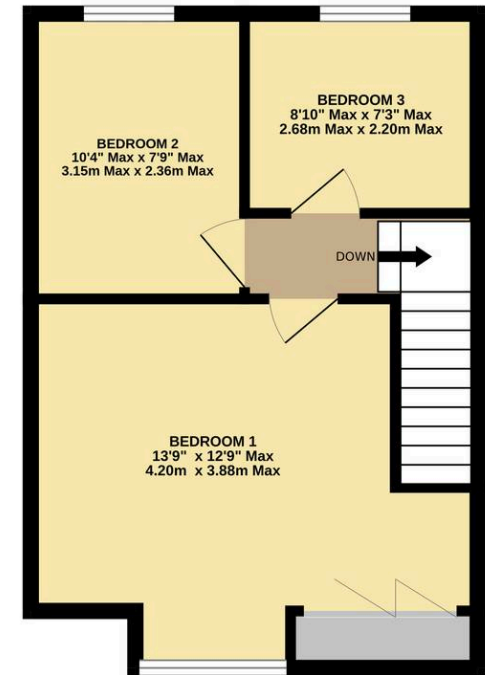 BEDROOM 3
8'10" Max x 7'3" Max
2.68m Max x 2.20m Max
BEDROOM 2
10'4" Max x 7'9" Max
3.15m Max x 2.36m Max
DOWN
BEDROOM 1
13'9" x 12'9" Max
4.20m x 3.88m Max